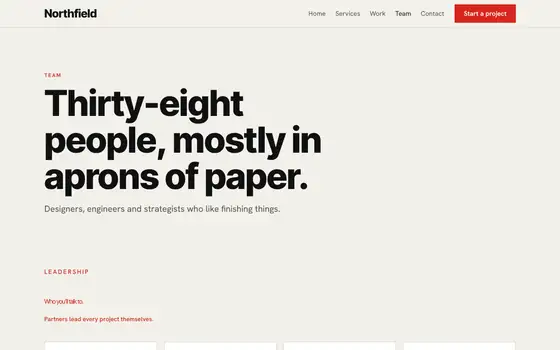 Northfield
Home Services Work Team Contact Start a project
TEAM
Thirty-eight
people, mostly in
aprons of paper.
Designers, engineers and strategists who like finishing things.
LEADERSHIP
Who you'll talk to.
Partners lead every project themselves.